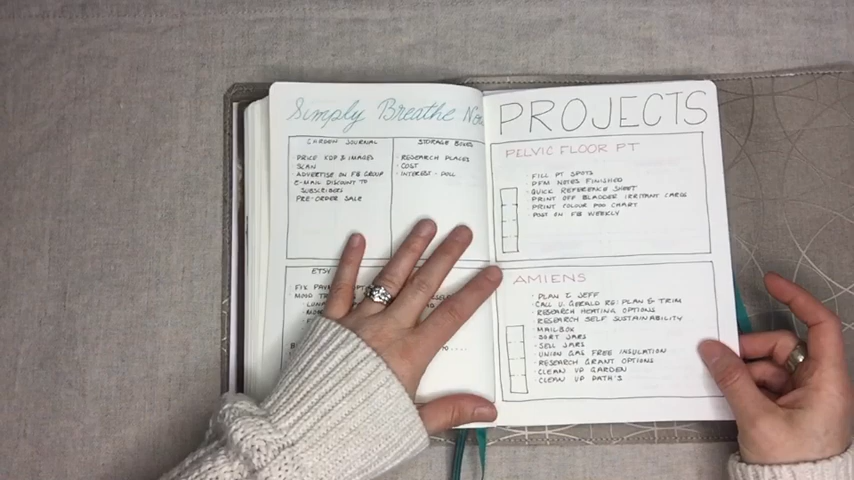 Simply Breathe
PROJECTS
GARDEN JOURNAL
PRICE KDP & IMAGES
SCAN
ADVERTISE ON FB GROUP
E-MAIL DISCOUNT TO
SUBSCRIBERS
PRE-ORDER SALE
STORAGE BOXES
· RESEARCH PLACES
· COST
· INTEREST - POLL
ETSY
FIX
MOOD
PELVIC FLOOR PT
· FILL PT SPOTS
· PFM NOTES FINISHED
· QUICK REFERENCE SHEET
· PRINT OFF BLADDER IRRITANT CARDS
· PRINT COLOUR POO CHART
· POST ON FB WEEKLY
AMIENS
· PLAN I JEFF
· CALL U. GERALD RE: PLAN & TRIM
· RESEARCH HEATING OPTIONS
· RESEARCH SELF SUSTAINABILITY
· MAILBOX
· SORT JARS
· SELL JARS
· UNION GAS FREE INSULATION
· RESEARCH GRANT OPTIONS
· CLEAN UP GARDEN
· CLEAN UP PATH'S